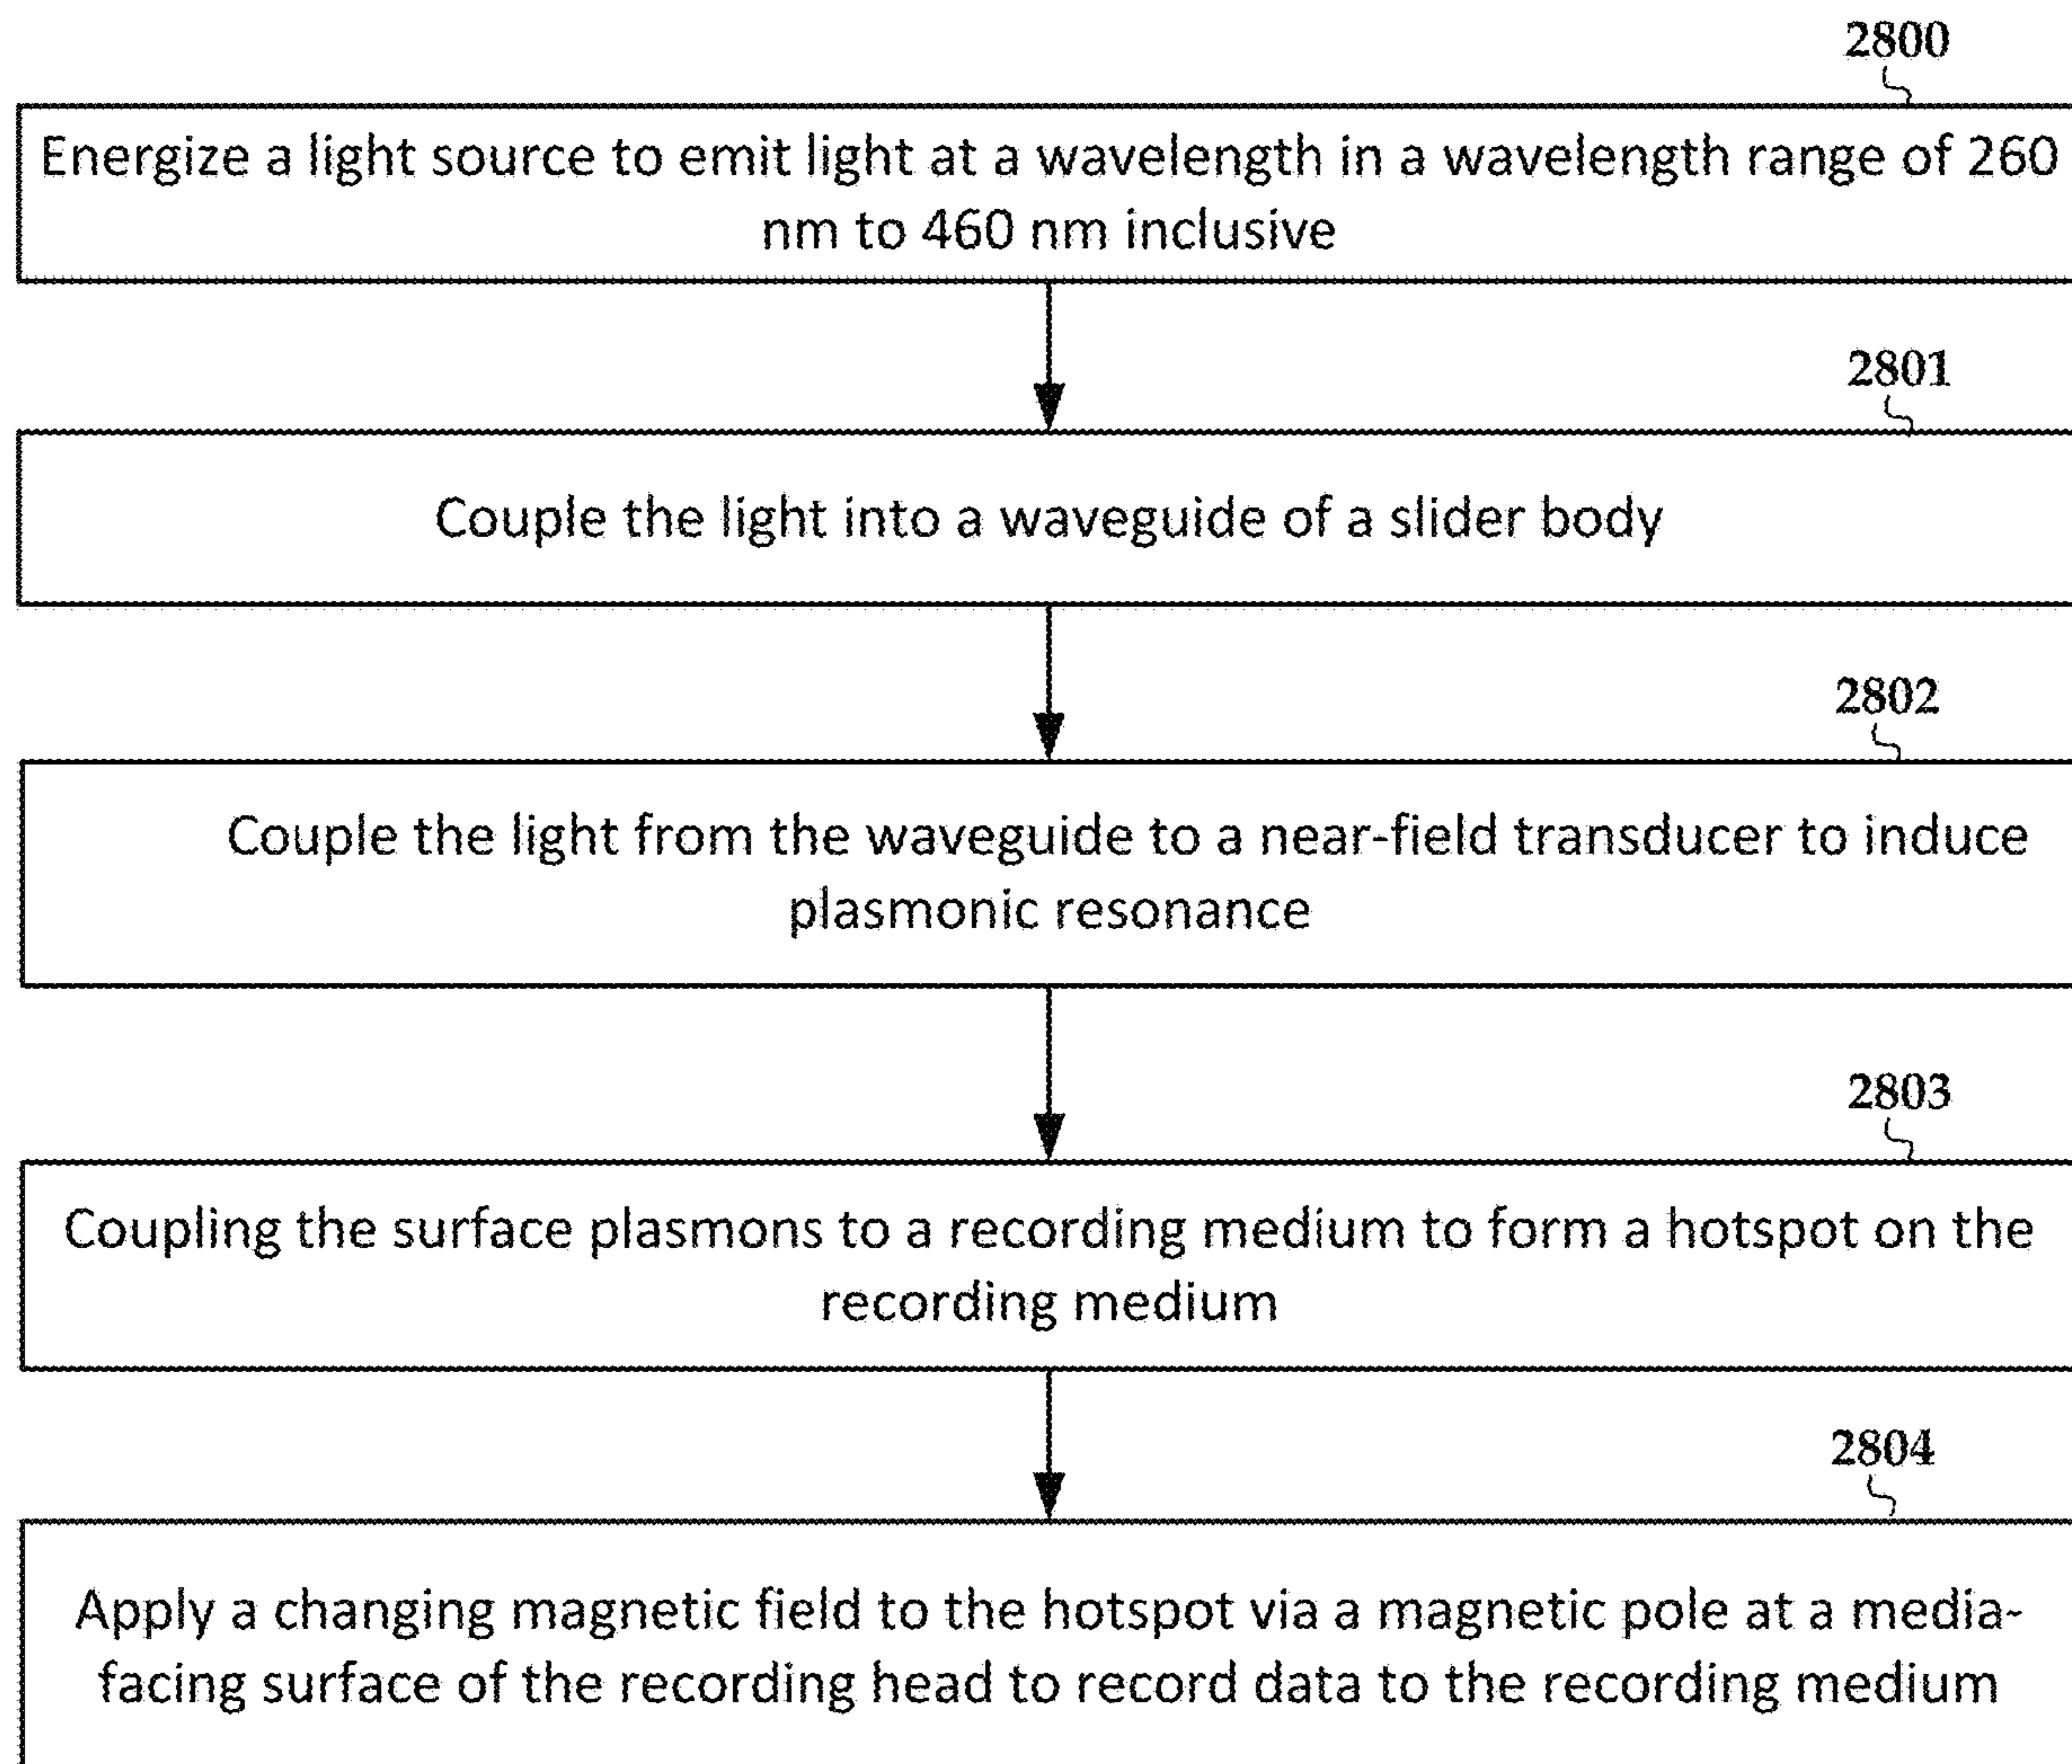 2800
Energize a light source to emit light at a wavelength in a wavelength range of 260
nm to 460 nm inclusive
2801
Couple the light into a waveguide of a slider body
2802
Couple the light from the waveguide to a near-field transducer to induce
plasmonic resonance
2803
Coupling the surface plasmons to a recording medium to form a hotspot on the
recording medium
2804
Apply a changing magnetic field to the hotspot via a magnetic pole at a media-
facing surface of the recording head to record data to the recording medium